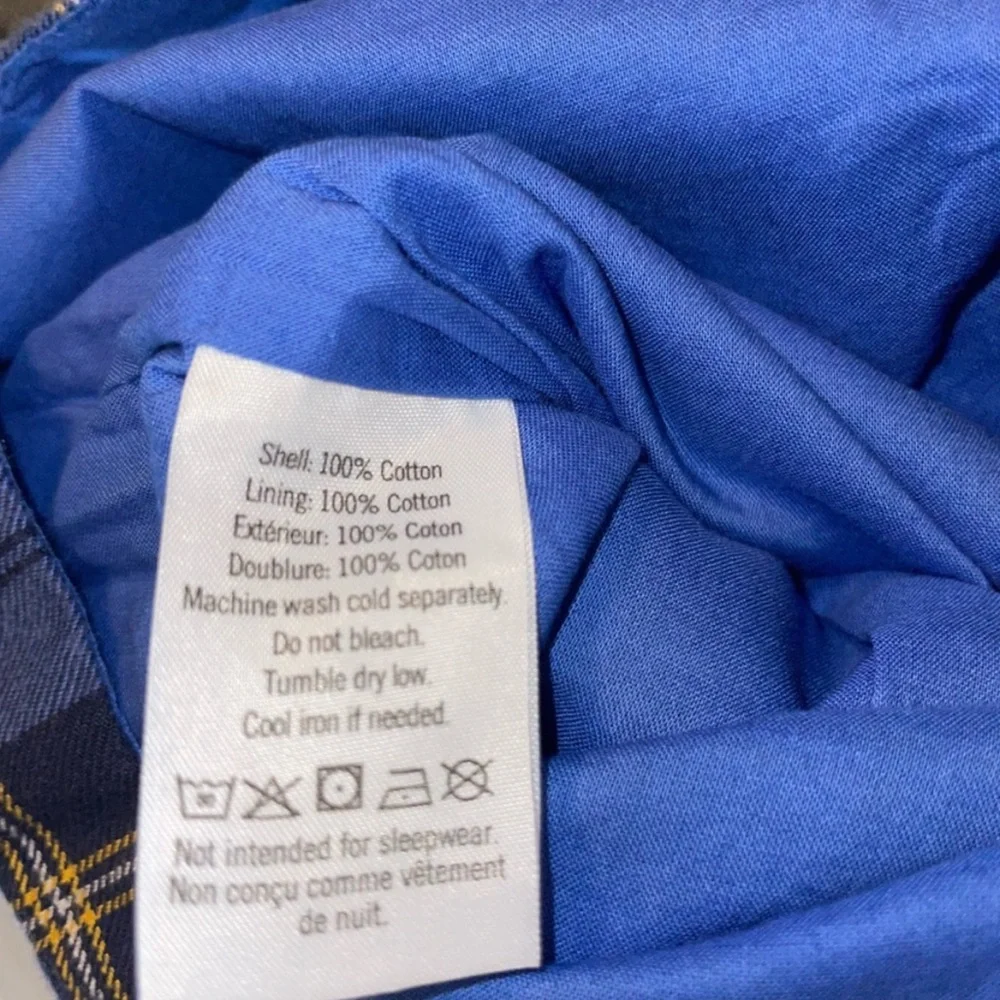 Shell: 100% Cotton
Lining: 100% Cotton
Extérieur: 100% Coton
Doublure: 100% Coton
Machine wash cold separately.
Do not bleach.
Tumble dry low.
Cool iron if needed.
Not intended for sleepwear.
Non conçu comme vêtement
de nuit.